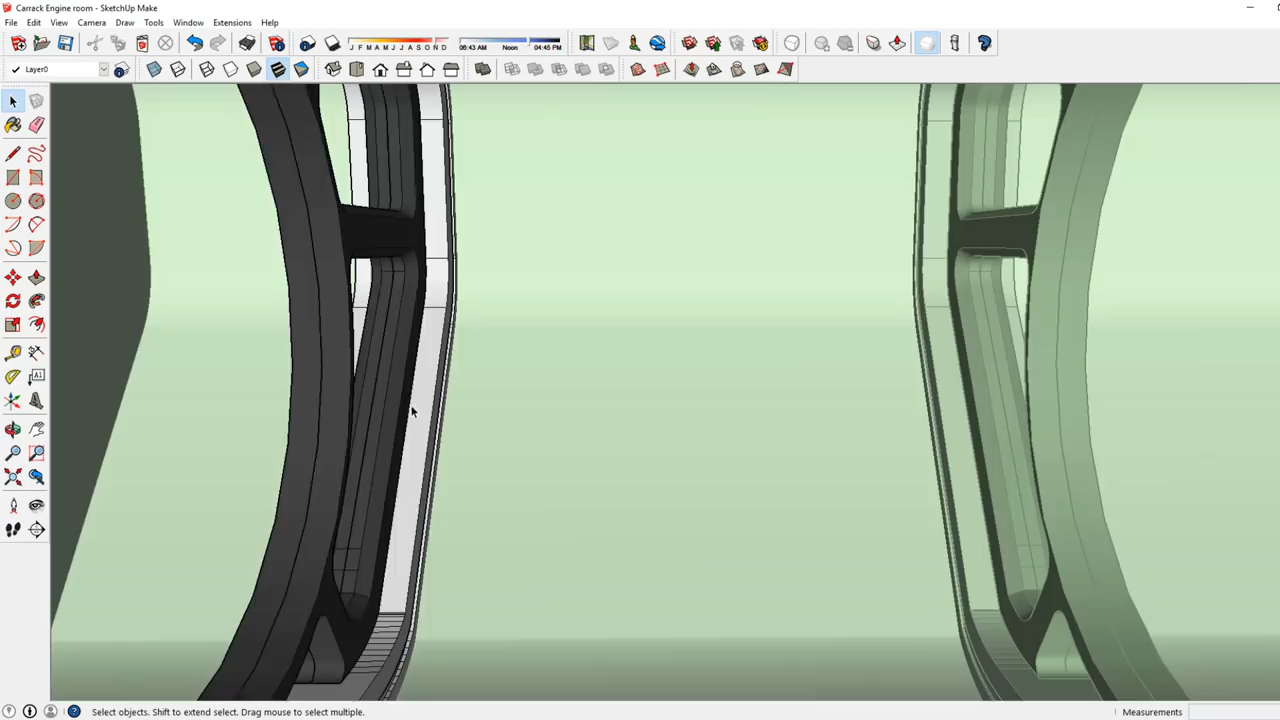 Carrack Engine room - SketchUp Make
File Edit View Camera Draw Tools Window Extensions Help
J F M A M J J A S O N D 06:43 AM Noon 04:45 PM
Layer0
A1
Select objects. Shift to extend select. Drag mouse to select multiple. Measurements